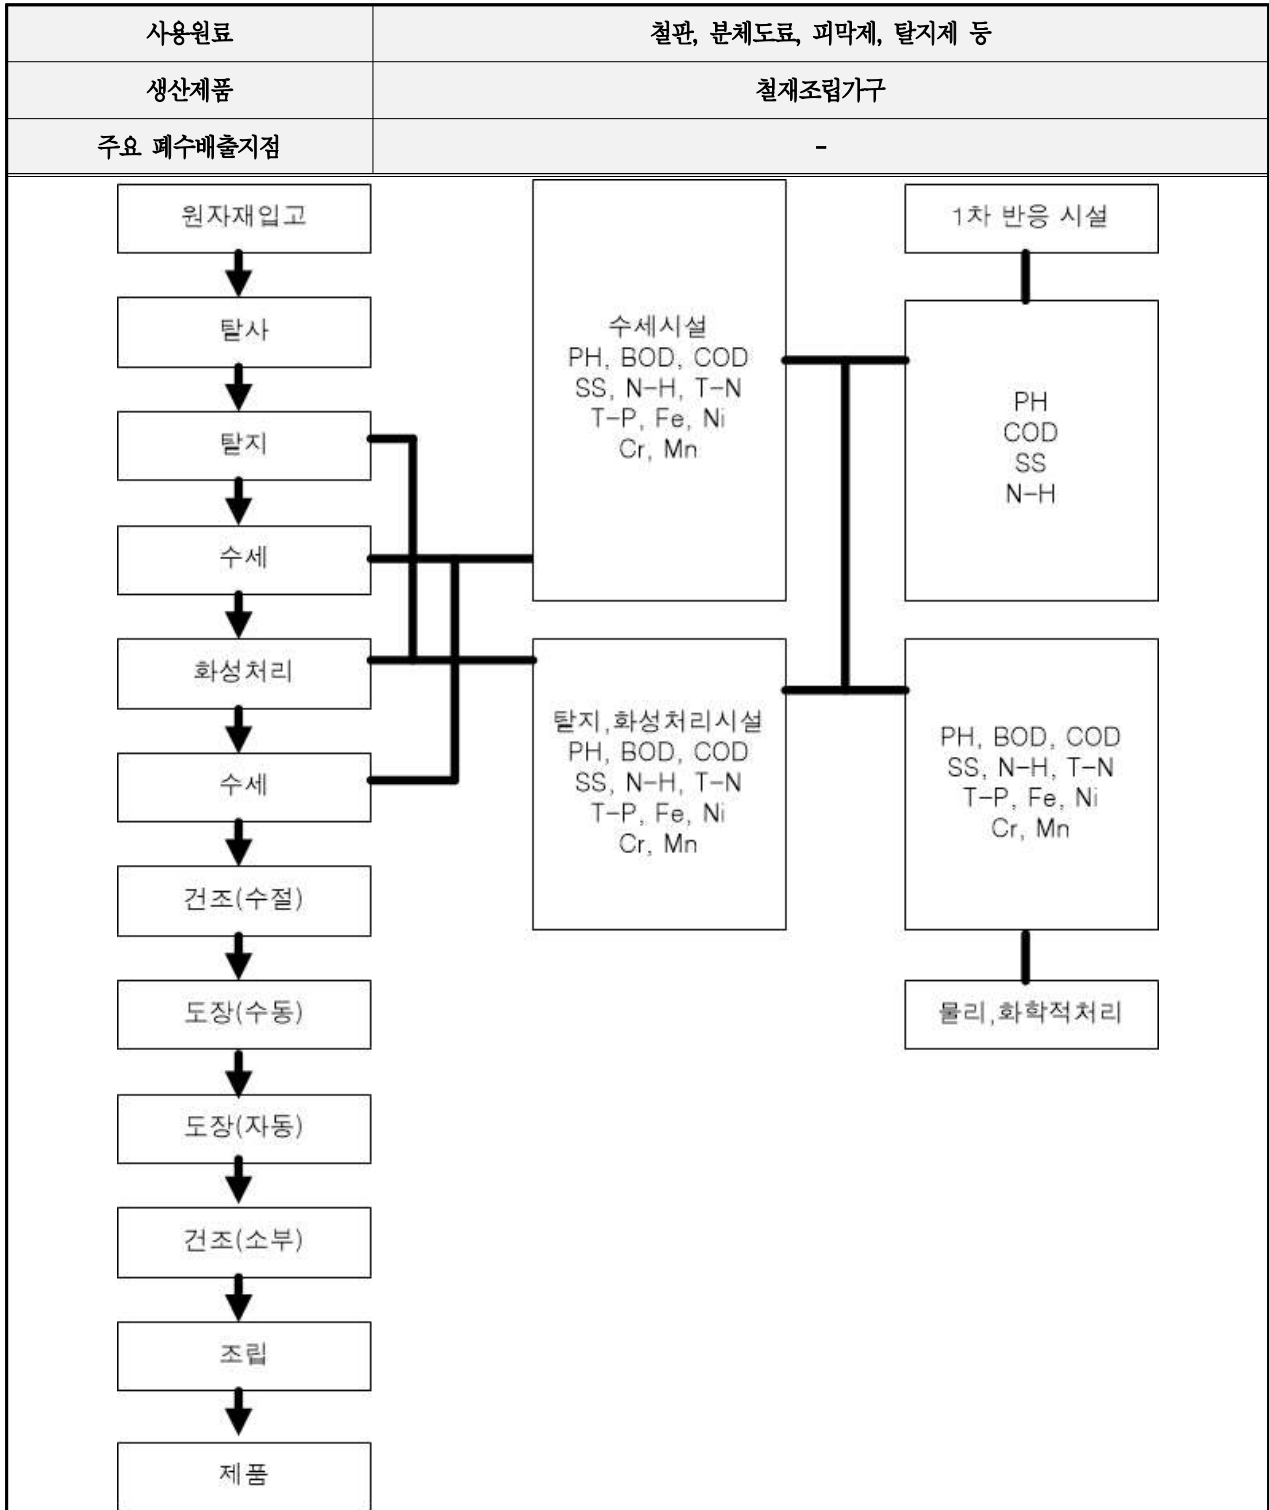 사용원료
철판, 분체도료, 피막제, 탈지제 등
생산제품
철재조립가구
주요 폐수배출지점
-
원자재입고
탈사
탈지
수세
화성처리
수세
건조(수절)
도장(수동)
도장(자동)
건조(소부)
조립
제품
수세시설
PH, BOD, COD
SS, N-H, T-N
T-P, Fe, Ni
Cr, Mn
탈지,화성처리시설
PH, BOD, COD
SS, N-H, T-N
T-P, Fe, Ni
Cr, Mn
1차 반응 시설
PH
COD
SS
N-H
PH, BOD, COD
SS, N-H, T-N
T-P, Fe, Ni
Cr, Mn
물리,화학적처리